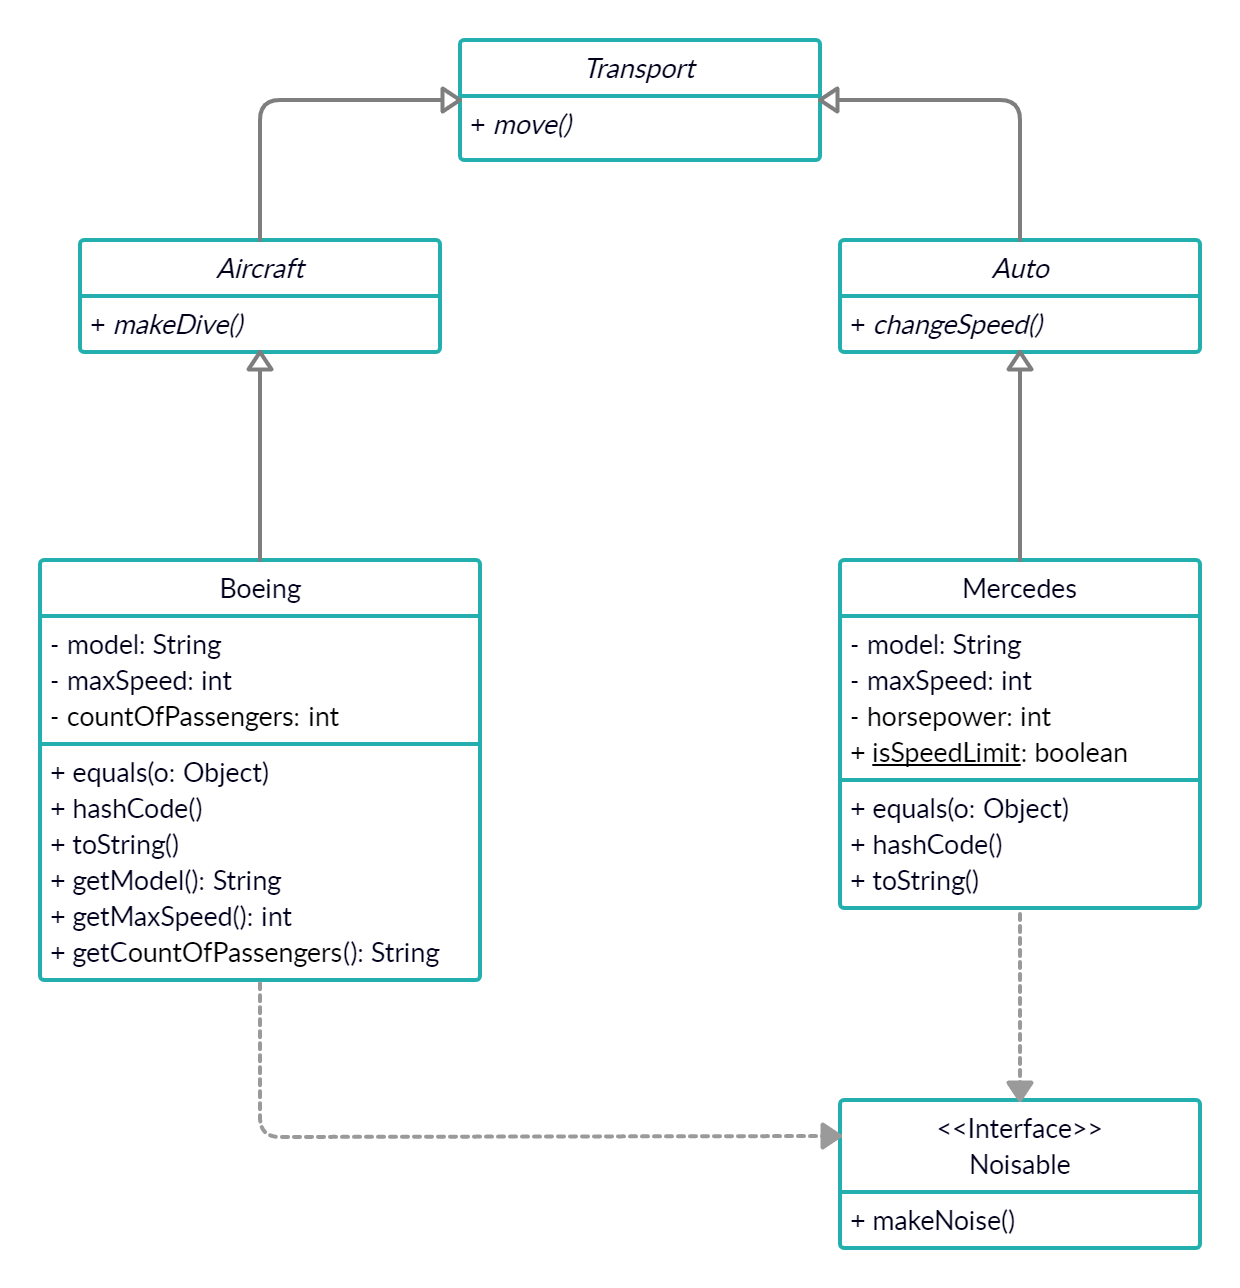 Transport
+ move()
Aircraft
+ makeDive()
Auto
+ changeSpeed()
Boeing
- model: String
- maxSpeed: int
- countOfPassengers: int
+ equals(o: Object)
+ hashCode()
+ toString()
+ getModel(): String
+ getMaxSpeed(): int
+ getCountOfPassengers(): String
Mercedes
- model: String
- maxSpeed: int
- horsepower: int
+ isSpeedLimit: boolean
+ equals(o: Object)
+ hashCode()
+ toString()
<<Interface>>
Noisable
+ makeNoise()